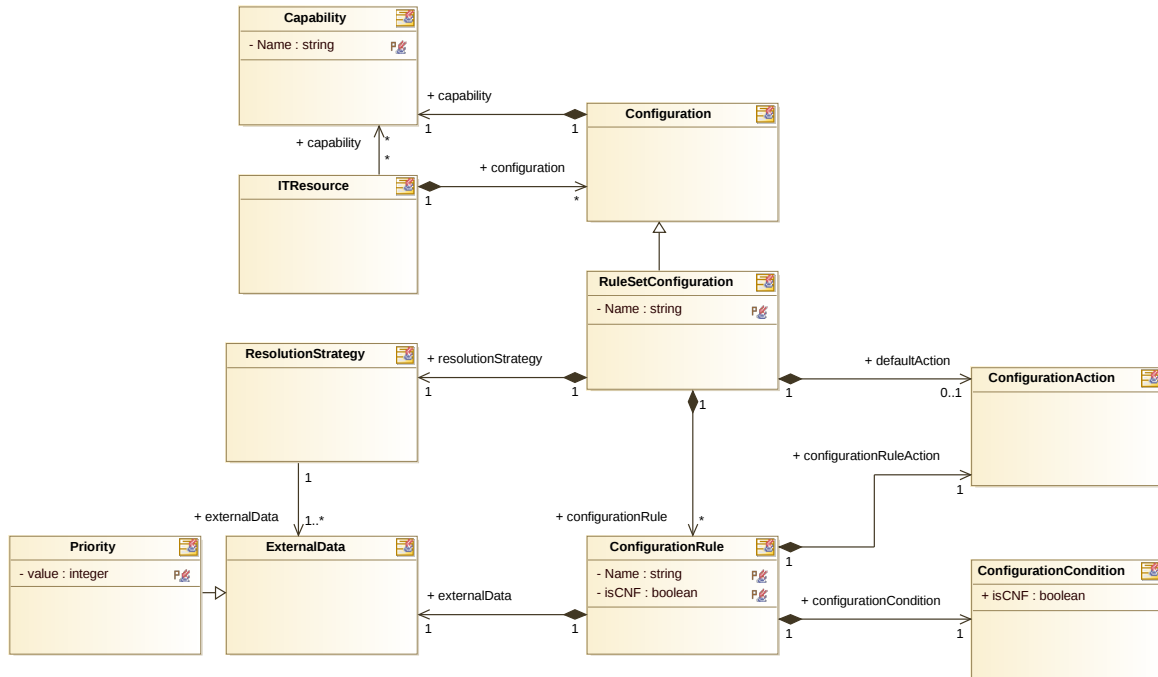 Capability
- Name : string
+ capability
1
1
Configuration
+ capability
*
*
+ configuration
ITResource
1
*
RuleSetConfiguration
- Name : string
ResolutionStrategy
+ resolutionStrategy
1
1
+ defaultAction
1
0..1
ConfigurationAction
1
+ configurationRuleAction
1
1
+ externalData
1..*
+ configurationRule
*
Priority
- value : integer
ExternalData
ConfigurationRule
- Name : string
- isCNF : boolean
1
+ externalData
1
1
+ configurationCondition
1
1
ConfigurationCondition
+ isCNF : boolean